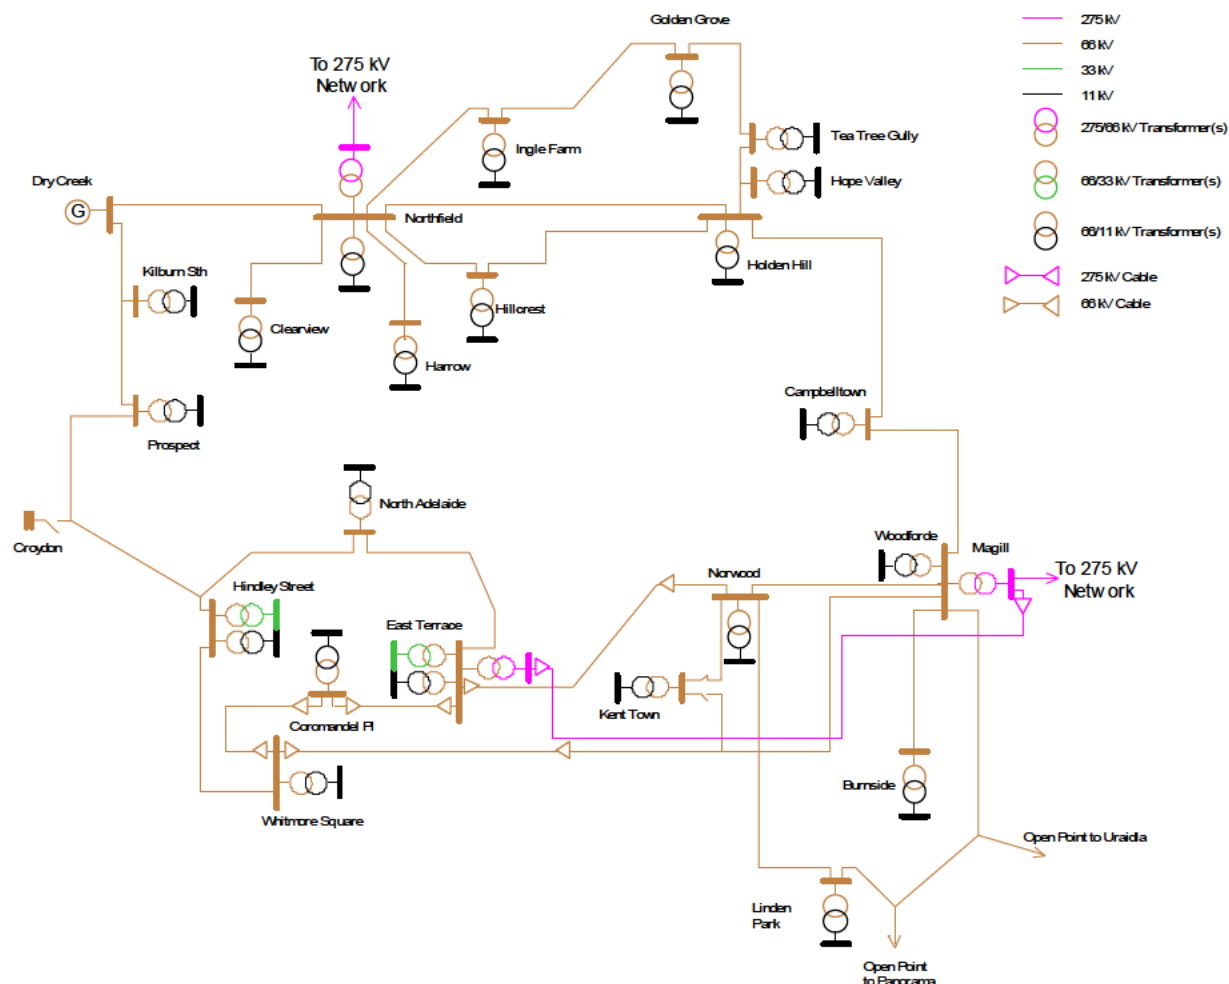 Golden Grove
275 kV
66 kV
33 kV
11 kV
275/66 kV Transformer(s)
66/33 kV Transformer(s)
66/11 kV Transformer(s)
275 kV Cable
66 kV Cable
To 275 kV
Network
Ingle Farm
Tea Tree Gully
Hope Valley
Dry Creek
G
Northfield
Kilburn Sth
Holden Hill
Clearview
Hillcrest
Harrow
Campbelltown
Prospect
North Adelaide
Croydon
Woodforde
Magill
To 275 kV
Network
Norwood
Hindley Street
East Terrace
Kent Town
Coromandel Pl
Burnside
Whitmore Square
Open Point to Uraidla
Linden
Park
Open Point
to Panorama